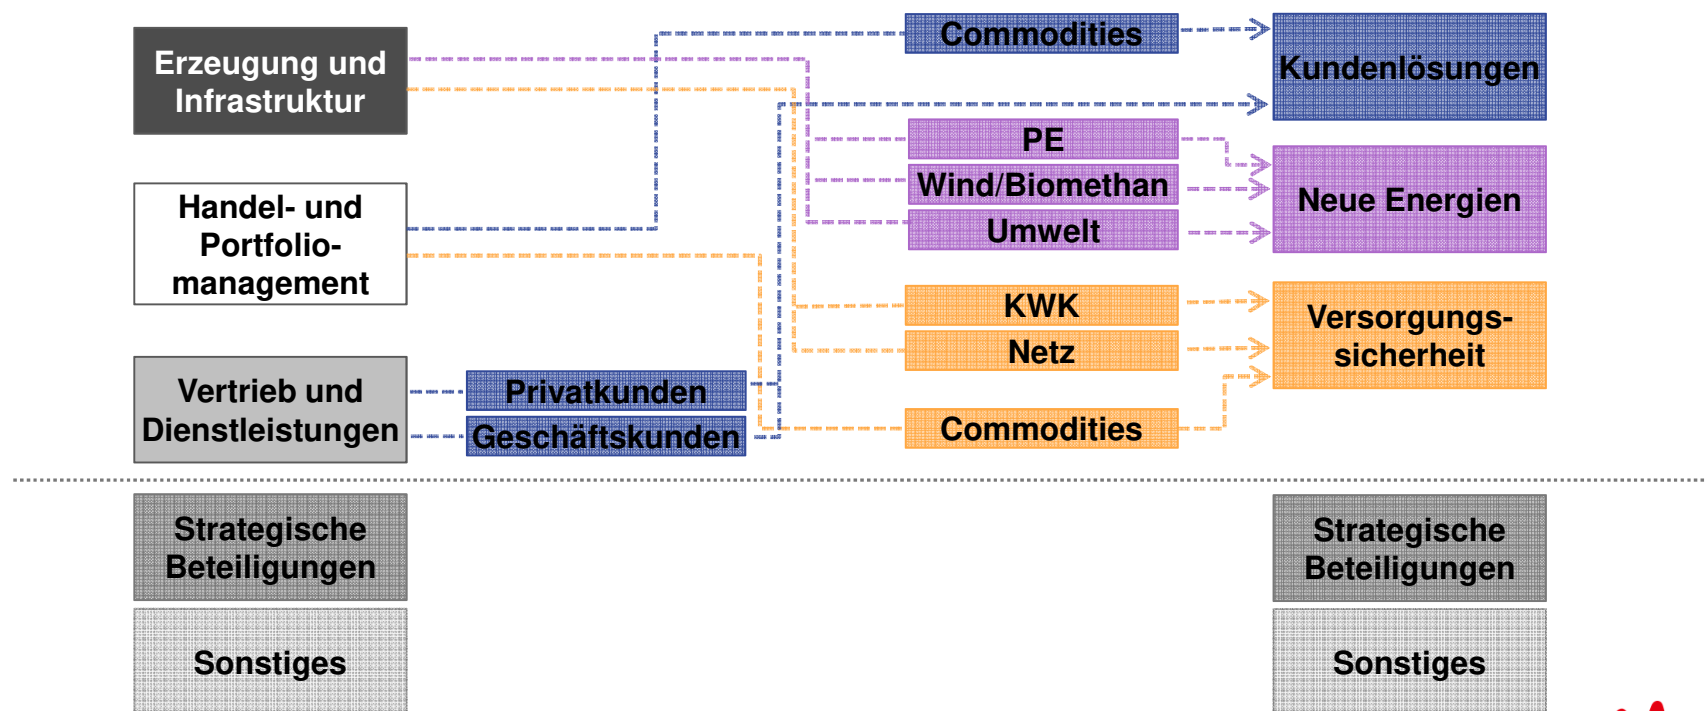 Erzeugung und
Infrastruktur
Handel- und
Portfolio-
management
Vertrieb und
Dienstleistungen
Privatkunden
Geschäftskunden
Commodities
PE
Wind/Biomethan
Umwelt
KWK
Netz
Commodities
Kundenlösungen
Neue Energien
Versorgungs-
sicherheit
Strategische
Beteiligungen
Sonstiges
Strategische
Beteiligungen
Sonstiges